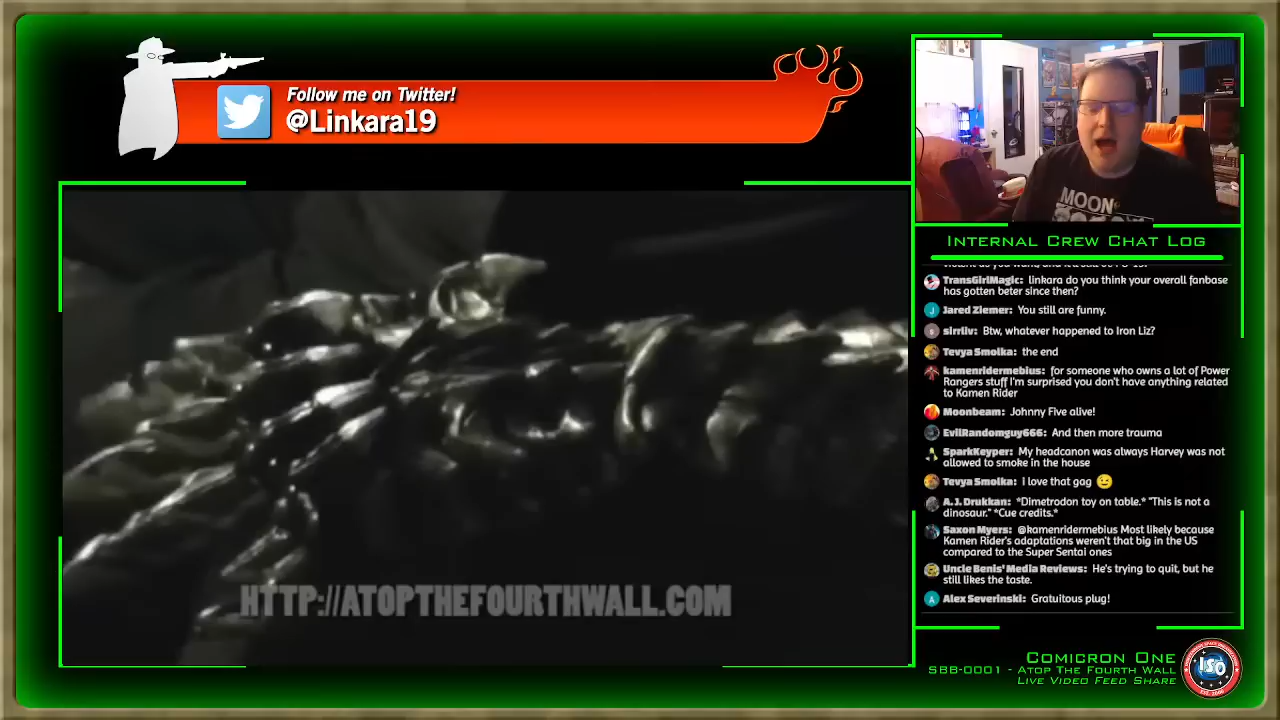 Follow me on Twitter!
@Linkara19
MOON
HTTP://ATOPTHEFOURTHWALL.COM
INTERNAL CREW CHAT LOG
TransGirlMagic: linkara do you think your overall fanbase
has gotten beter since then?
Jared Ziemer: You still are funny.
sirrliv: Btw, whatever happened to Iron Liz?
Tevya Smolka: the end
kamenridermebius: for someone who owns a lot of Power
Rangers stuff I'm surprised you don't have anything related
to Kamen Rider
Moonbeam: Johnny Five alive!
EvilRandomguy666: And then more trauma
SparkKeyper: My headcanon was always Harvey was not
allowed to smoke in the house
Tevya Smolka: i love that gag 😉
A.J. Drukkan: *Dimetrodon toy on table.* "This is not a
dinosaur." *Cue credits.*
Saxon Myers: @kamenridermebius Most likely because
Kamen Rider's adaptations weren't that big in the US
compared to the Super Sentai ones
Uncle Benis' Media Reviews: He's trying to quit, but he
still likes the taste.
Alex Severinski: Gratuitous plug!
COMICRON ONE
SBB-0001 - ATOP THE FOURTH WALL
LIVE VIDEO FEED SHARE
ISO